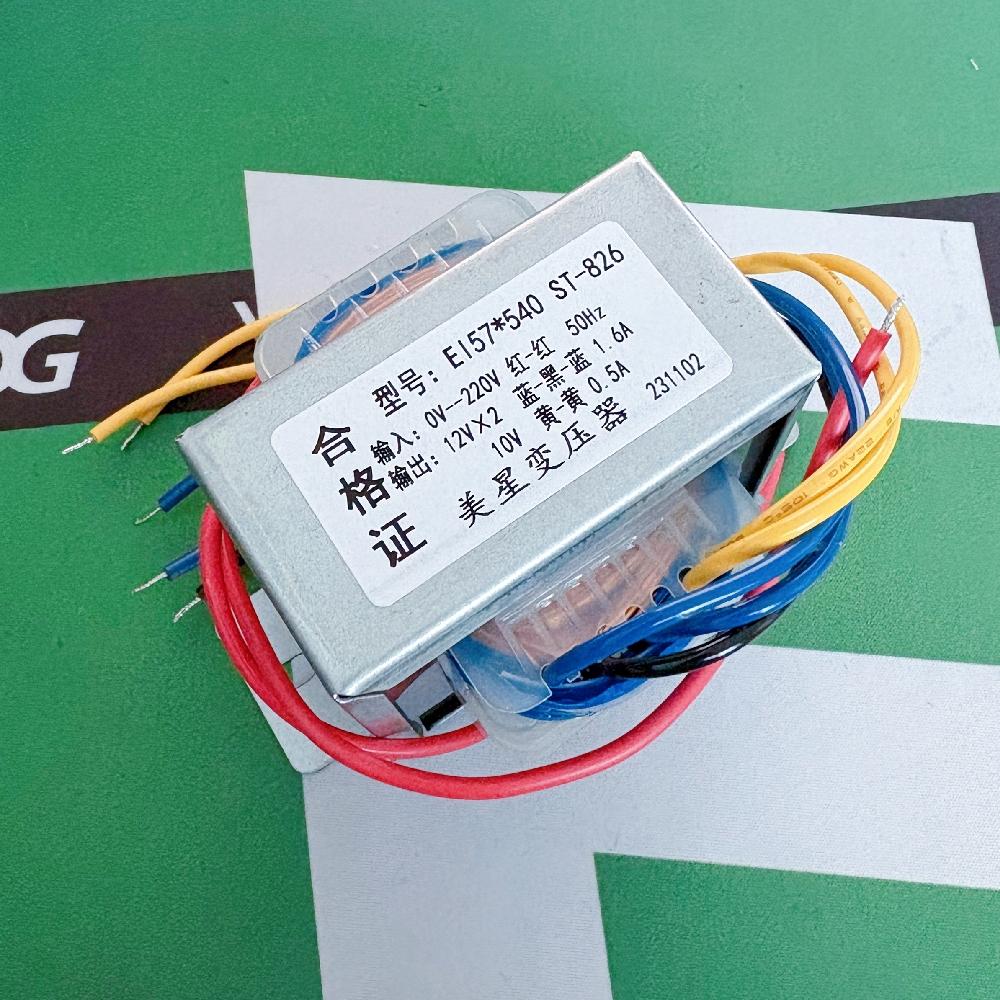 合格证
型号: EI57*540 ST-826
输入: 0V--220V 红-红 50Hz
输出: 12V×2 蓝-黑-蓝 1.6A
10V 黄-黄 0.5A
美星变压器 231102
OG